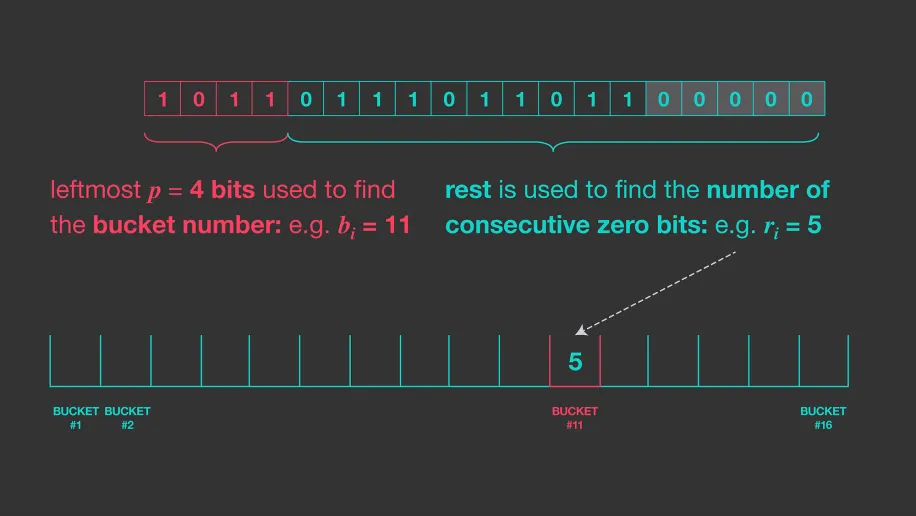 1 0 1 1 0 1 1 1 0 1 1 0 1 1 0 0 0 0 0
leftmost p = 4 bits used to find
the bucket number: e.g. bᵢ = 11
rest is used to find the number of
consecutive zero bits: e.g. rᵢ = 5
5
BUCKET
#1
BUCKET
#2
BUCKET
#11
BUCKET
#16